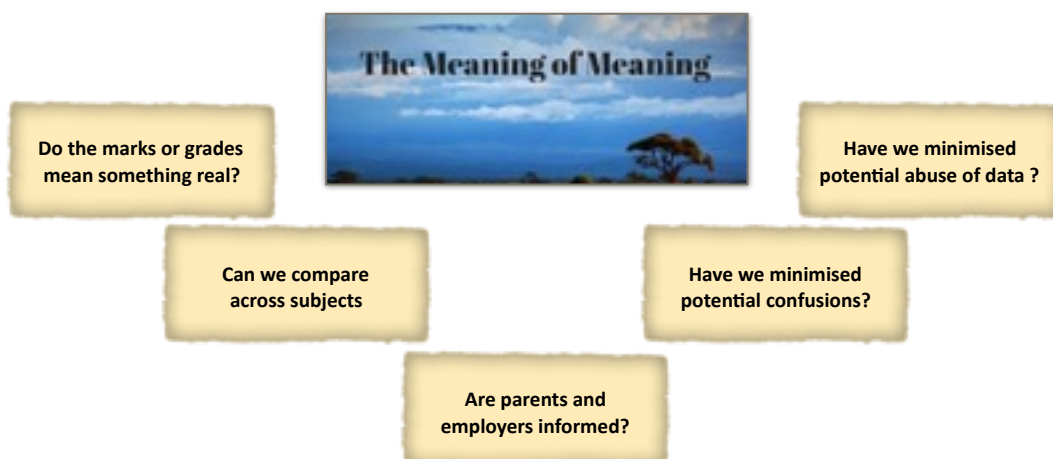 The Meaning of Meaning
Do the marks or grades
mean something real?
Can we compare
across subjects
Are parents and
employers informed?
Have we minimised
potential confusions?
Have we minimised
potential abuse of data ?